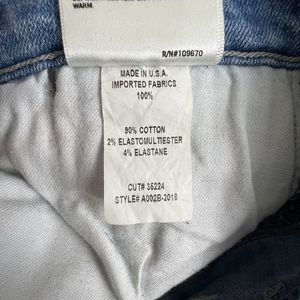 WARM.
R/N#109670
MADE IN U.S.A.
IMPORTED FABRICS
100%
90% COTTON
2% ELASTOMULTIESTER
4% ELASTANE
CUT# 35224
STYLE# A002B-2018